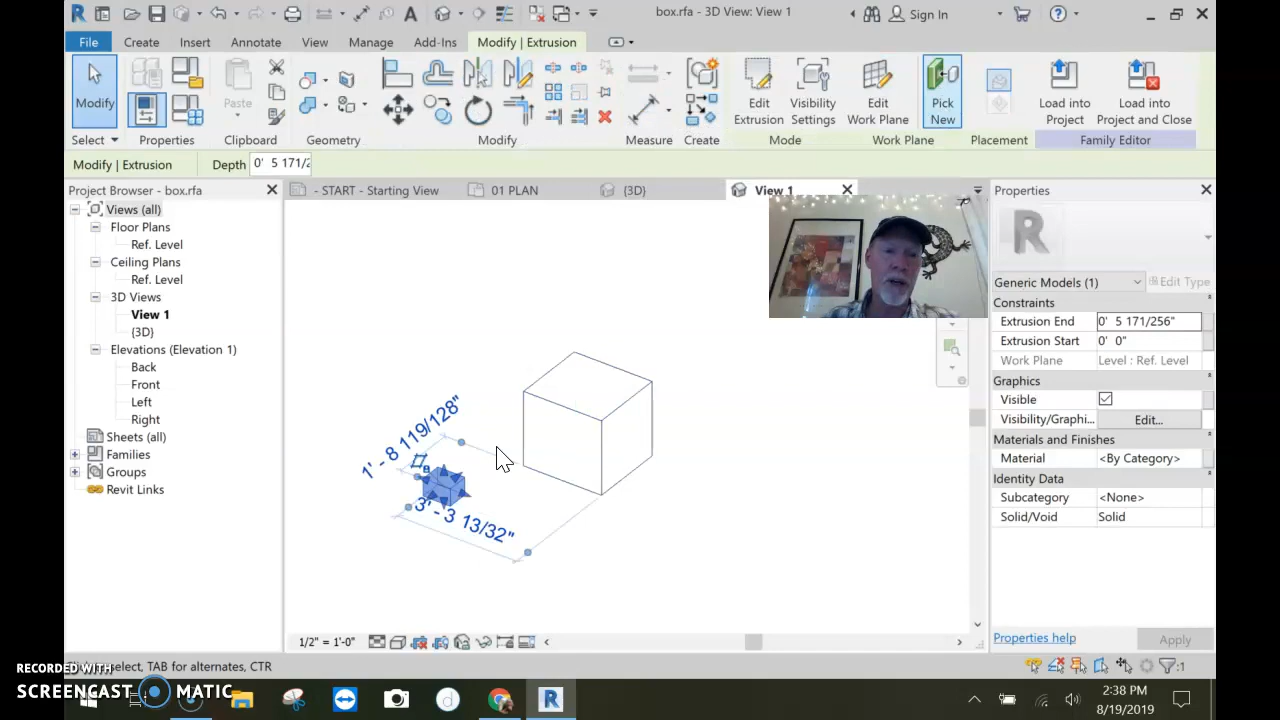 box.rfa - 3D View: View 1
Sign In
File
Create
Insert
Annotate
View
Manage
Add-Ins
Modify | Extrusion
Modify
Paste
Edit
Extrusion
Visibility
Settings
Edit
Work Plane
Pick
New
Load into
Project
Load into
Project and Close
Select
Properties
Clipboard
Geometry
Modify
Measure
Create
Mode
Work Plane
Placement
Family Editor
Modify | Extrusion
Depth
0' 5 171/2
Project Browser - box.rfa
- START - Starting View
01 PLAN
{3D}
View 1
Properties
Views (all)
Floor Plans
Ref. Level
Ceiling Plans
Ref. Level
3D Views
View 1
{3D}
Elevations (Elevation 1)
Back
Front
Left
Right
Sheets (all)
Families
Groups
Revit Links
1' - 8 119/128"
3' - 3 13/32"
R
Generic Models (1)
Edit Type
Constraints
Extrusion End
0' 5 171/256"
Extrusion Start
0' 0"
Work Plane
Level : Ref. Level
Graphics
Visible
Visibility/Graphi...
Edit...
Materials and Finishes
Material
<By Category>
Identity Data
Subcategory
<None>
Solid/Void
Solid
Properties help
Apply
1/2" = 1'-0"
select, TAB for alternates, CTR
:1
RECORDED WITH
SCREENCAST MATIC
2:38 PM
8/19/2019